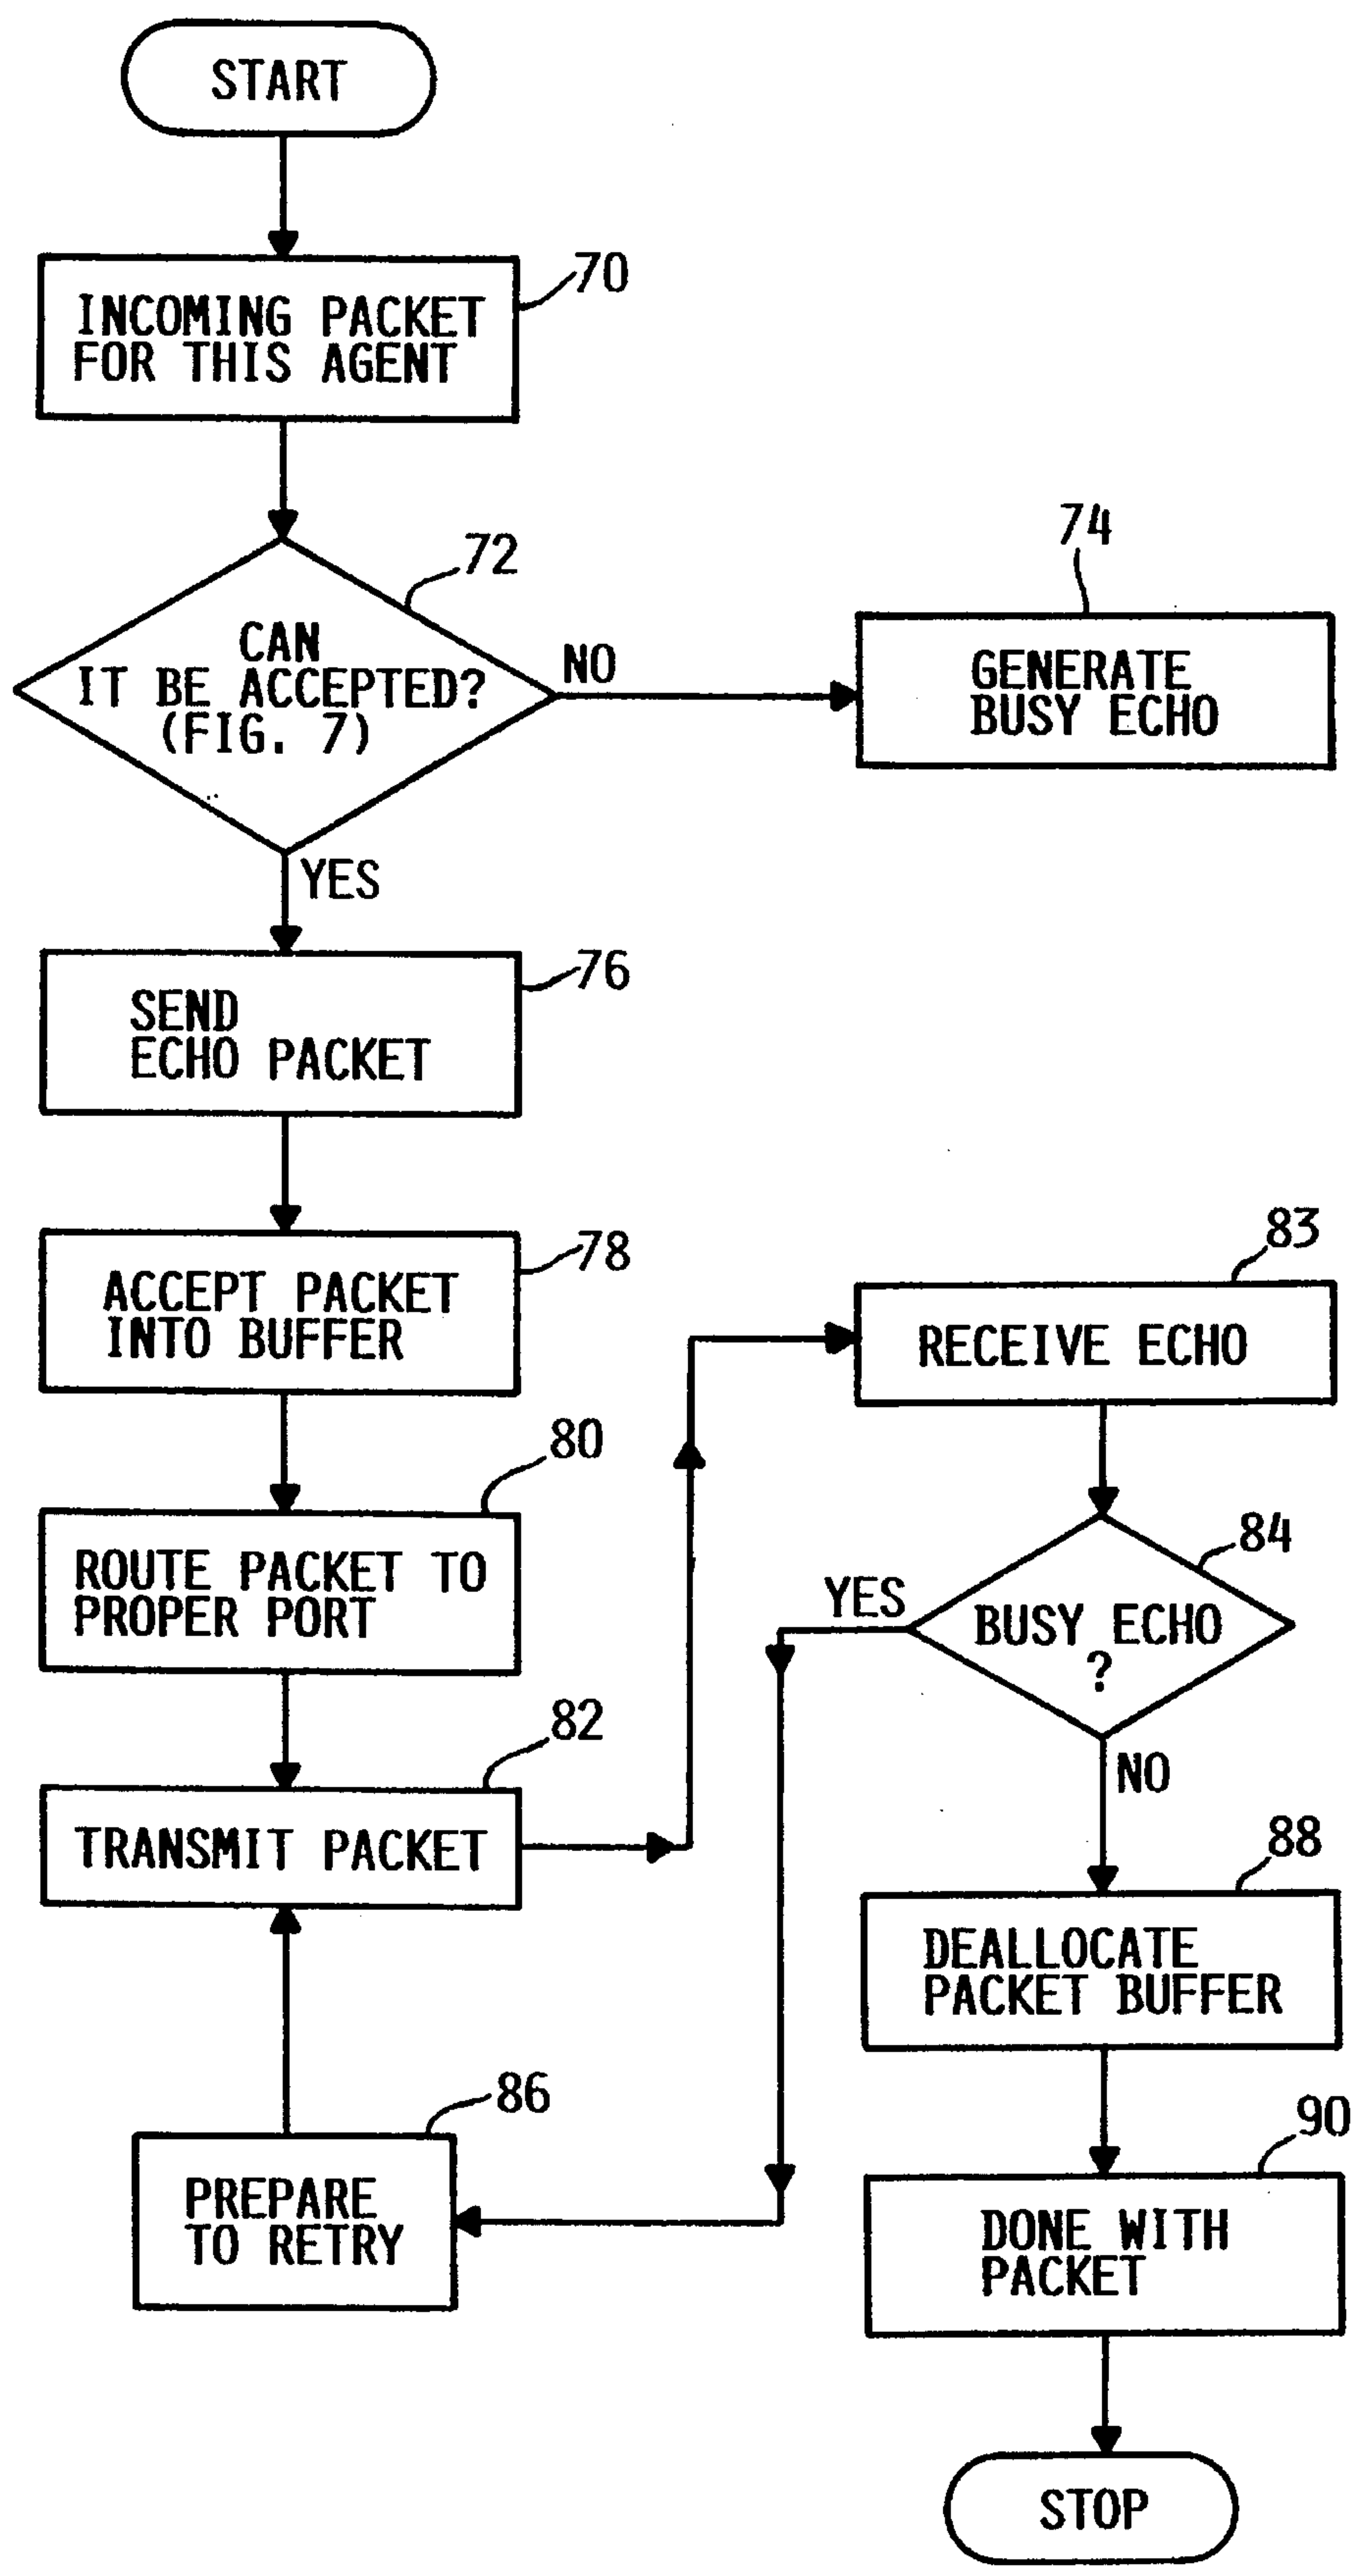 START
70
INCOMING PACKET
FOR THIS AGENT
72
CAN
IT BE ACCEPTED?
(FIG. 7)
NO
74
GENERATE
BUSY ECHO
YES
76
SEND
ECHO PACKET
78
ACCEPT PACKET
INTO BUFFER
80
ROUTE PACKET TO
PROPER PORT
82
TRANSMIT PACKET
83
RECEIVE ECHO
84
BUSY ECHO
?
YES
NO
86
PREPARE
TO RETRY
88
DEALLOCATE
PACKET BUFFER
90
DONE WITH
PACKET
STOP